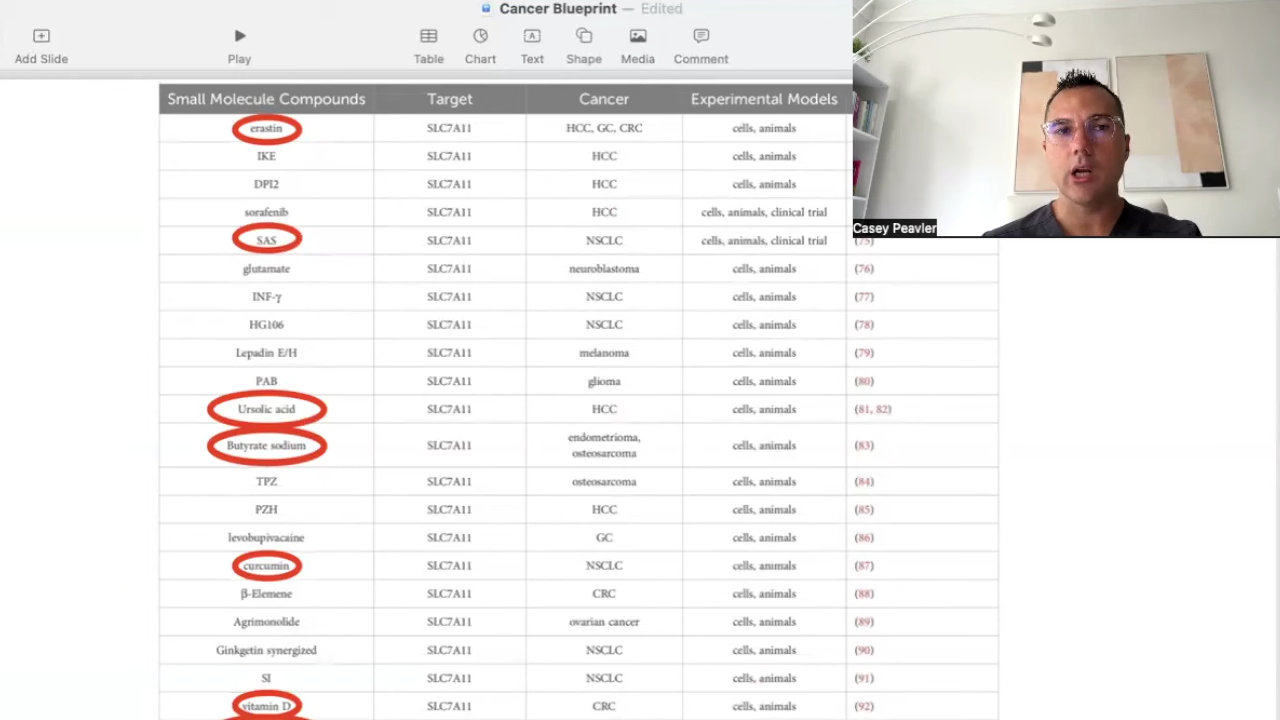 Cancer Blueprint — Edited
Add Slide
Play
Table
Chart
Text
Shape
Media
Comment
Casey Peavler
Small Molecule Compounds Target Cancer Experimental Models
erastin SLC7A11 HCC, GC, CRC cells, animals
IKE SLC7A11 HCC cells, animals
DPI2 SLC7A11 HCC cells, animals
sorafenib SLC7A11 HCC cells, animals, clinical trial
SAS SLC7A11 NSCLC cells, animals, clinical trial (75)
glutamate SLC7A11 neuroblastoma cells, animals (76)
INF-γ SLC7A11 NSCLC cells, animals (77)
HG106 SLC7A11 NSCLC cells, animals (78)
Lepadin E/H SLC7A11 melanoma cells, animals (79)
PAB SLC7A11 glioma cells, animals (80)
Ursolic acid SLC7A11 HCC cells, animals (81, 82)
Butyrate sodium SLC7A11 endometrioma, cells, animals (83)
osteosarcoma
TPZ SLC7A11 osteosarcoma cells, animals (84)
PZH SLC7A11 HCC cells, animals (85)
levobupivacaine SLC7A11 GC cells, animals (86)
curcumin SLC7A11 NSCLC cells, animals (87)
β-Elemene SLC7A11 CRC cells, animals (88)
Agrimonolide SLC7A11 ovarian cancer cells, animals (89)
Ginkgetin synergized SLC7A11 NSCLC cells, animals (90)
SI SLC7A11 NSCLC cells, animals (91)
vitamin D SLC7A11 CRC cells, animals (92)